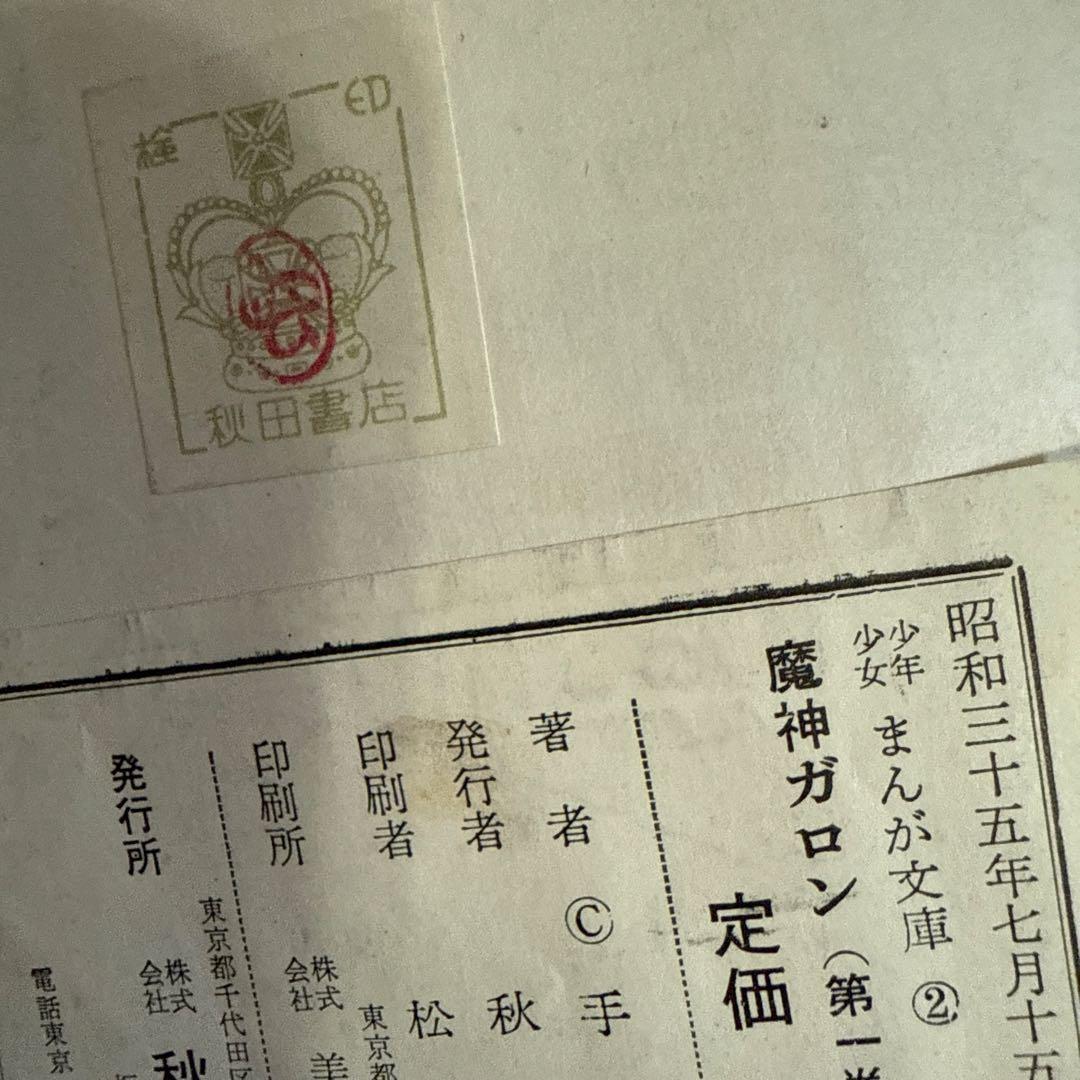 検印
秋田書店
昭和三十五年七月十五
少年少女 まんが文庫 ②
魔神ガロン（第一巻
定価
著者 © 手
発行者 秋
印刷者 松
印刷所 株式会社 美
東京都
発行所 株式会社 秋
東京都千代田区
電話東京
振